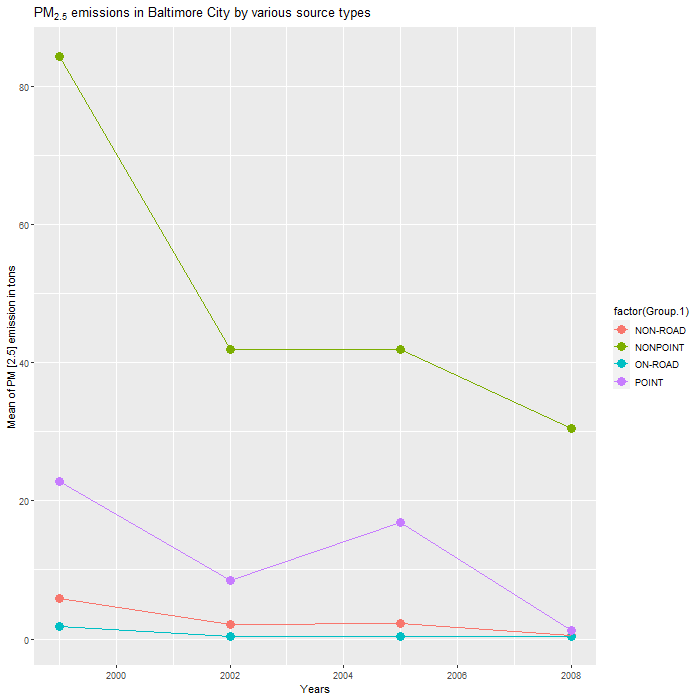 PM2.5 emissions in Baltimore City by various source types
Mean of PM [2.5] emission in tons
80
60
40
20
0
2000
2002
2004
2006
2008
Years
factor(Group.1)
NON-ROAD
NONPOINT
ON-ROAD
POINT